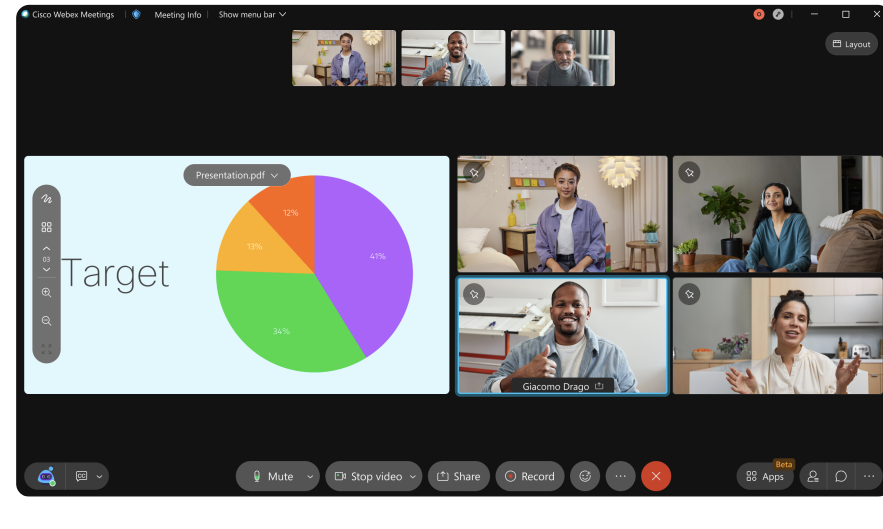 Cisco Webex Meetings
Meeting Info
Show menu bar
Layout
Presentation.pdf
03
Target
12%
13%
41%
34%
Giacomo Drago
CC
Mute
Stop video
Share
Record
Beta
Apps